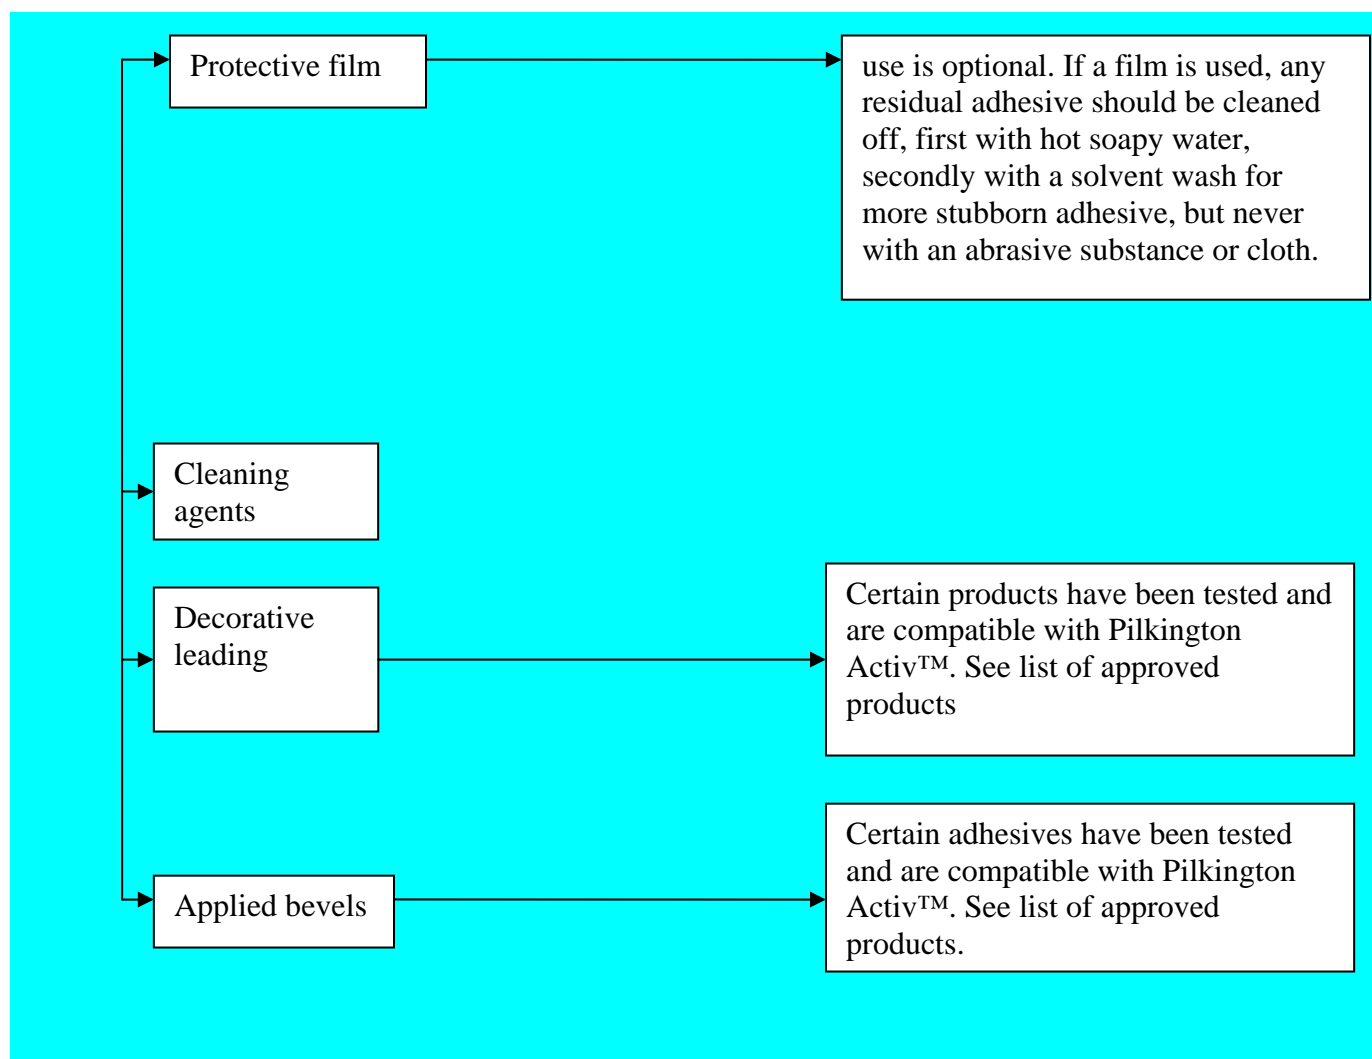 Protective film
use is optional. If a film is used, any
residual adhesive should be cleaned
off, first with hot soapy water,
secondly with a solvent wash for
more stubborn adhesive, but never
with an abrasive substance or cloth.
Cleaning
agents
Decorative
leading
Certain products have been tested and
are compatible with Pilkington
Activ™. See list of approved
products
Applied bevels
Certain adhesives have been tested
and are compatible with Pilkington
Activ™. See list of approved
products.